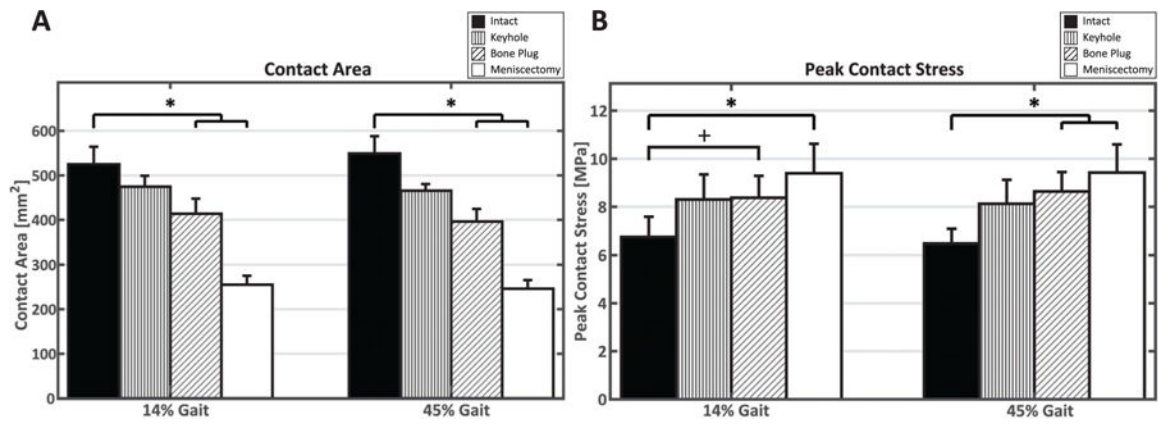 A
Intact
Keyhole
Bone Plug
Meniscectomy
Contact Area
* *
600
500
400
300
200
100
0
Contact Area [mm²]
14% Gait 45% Gait
B
Intact
Keyhole
Bone Plug
Meniscectomy
Peak Contact Stress
* *
+
12
10
8
6
4
2
0
Peak Contact Stress [MPa]
14% Gait 45% Gait